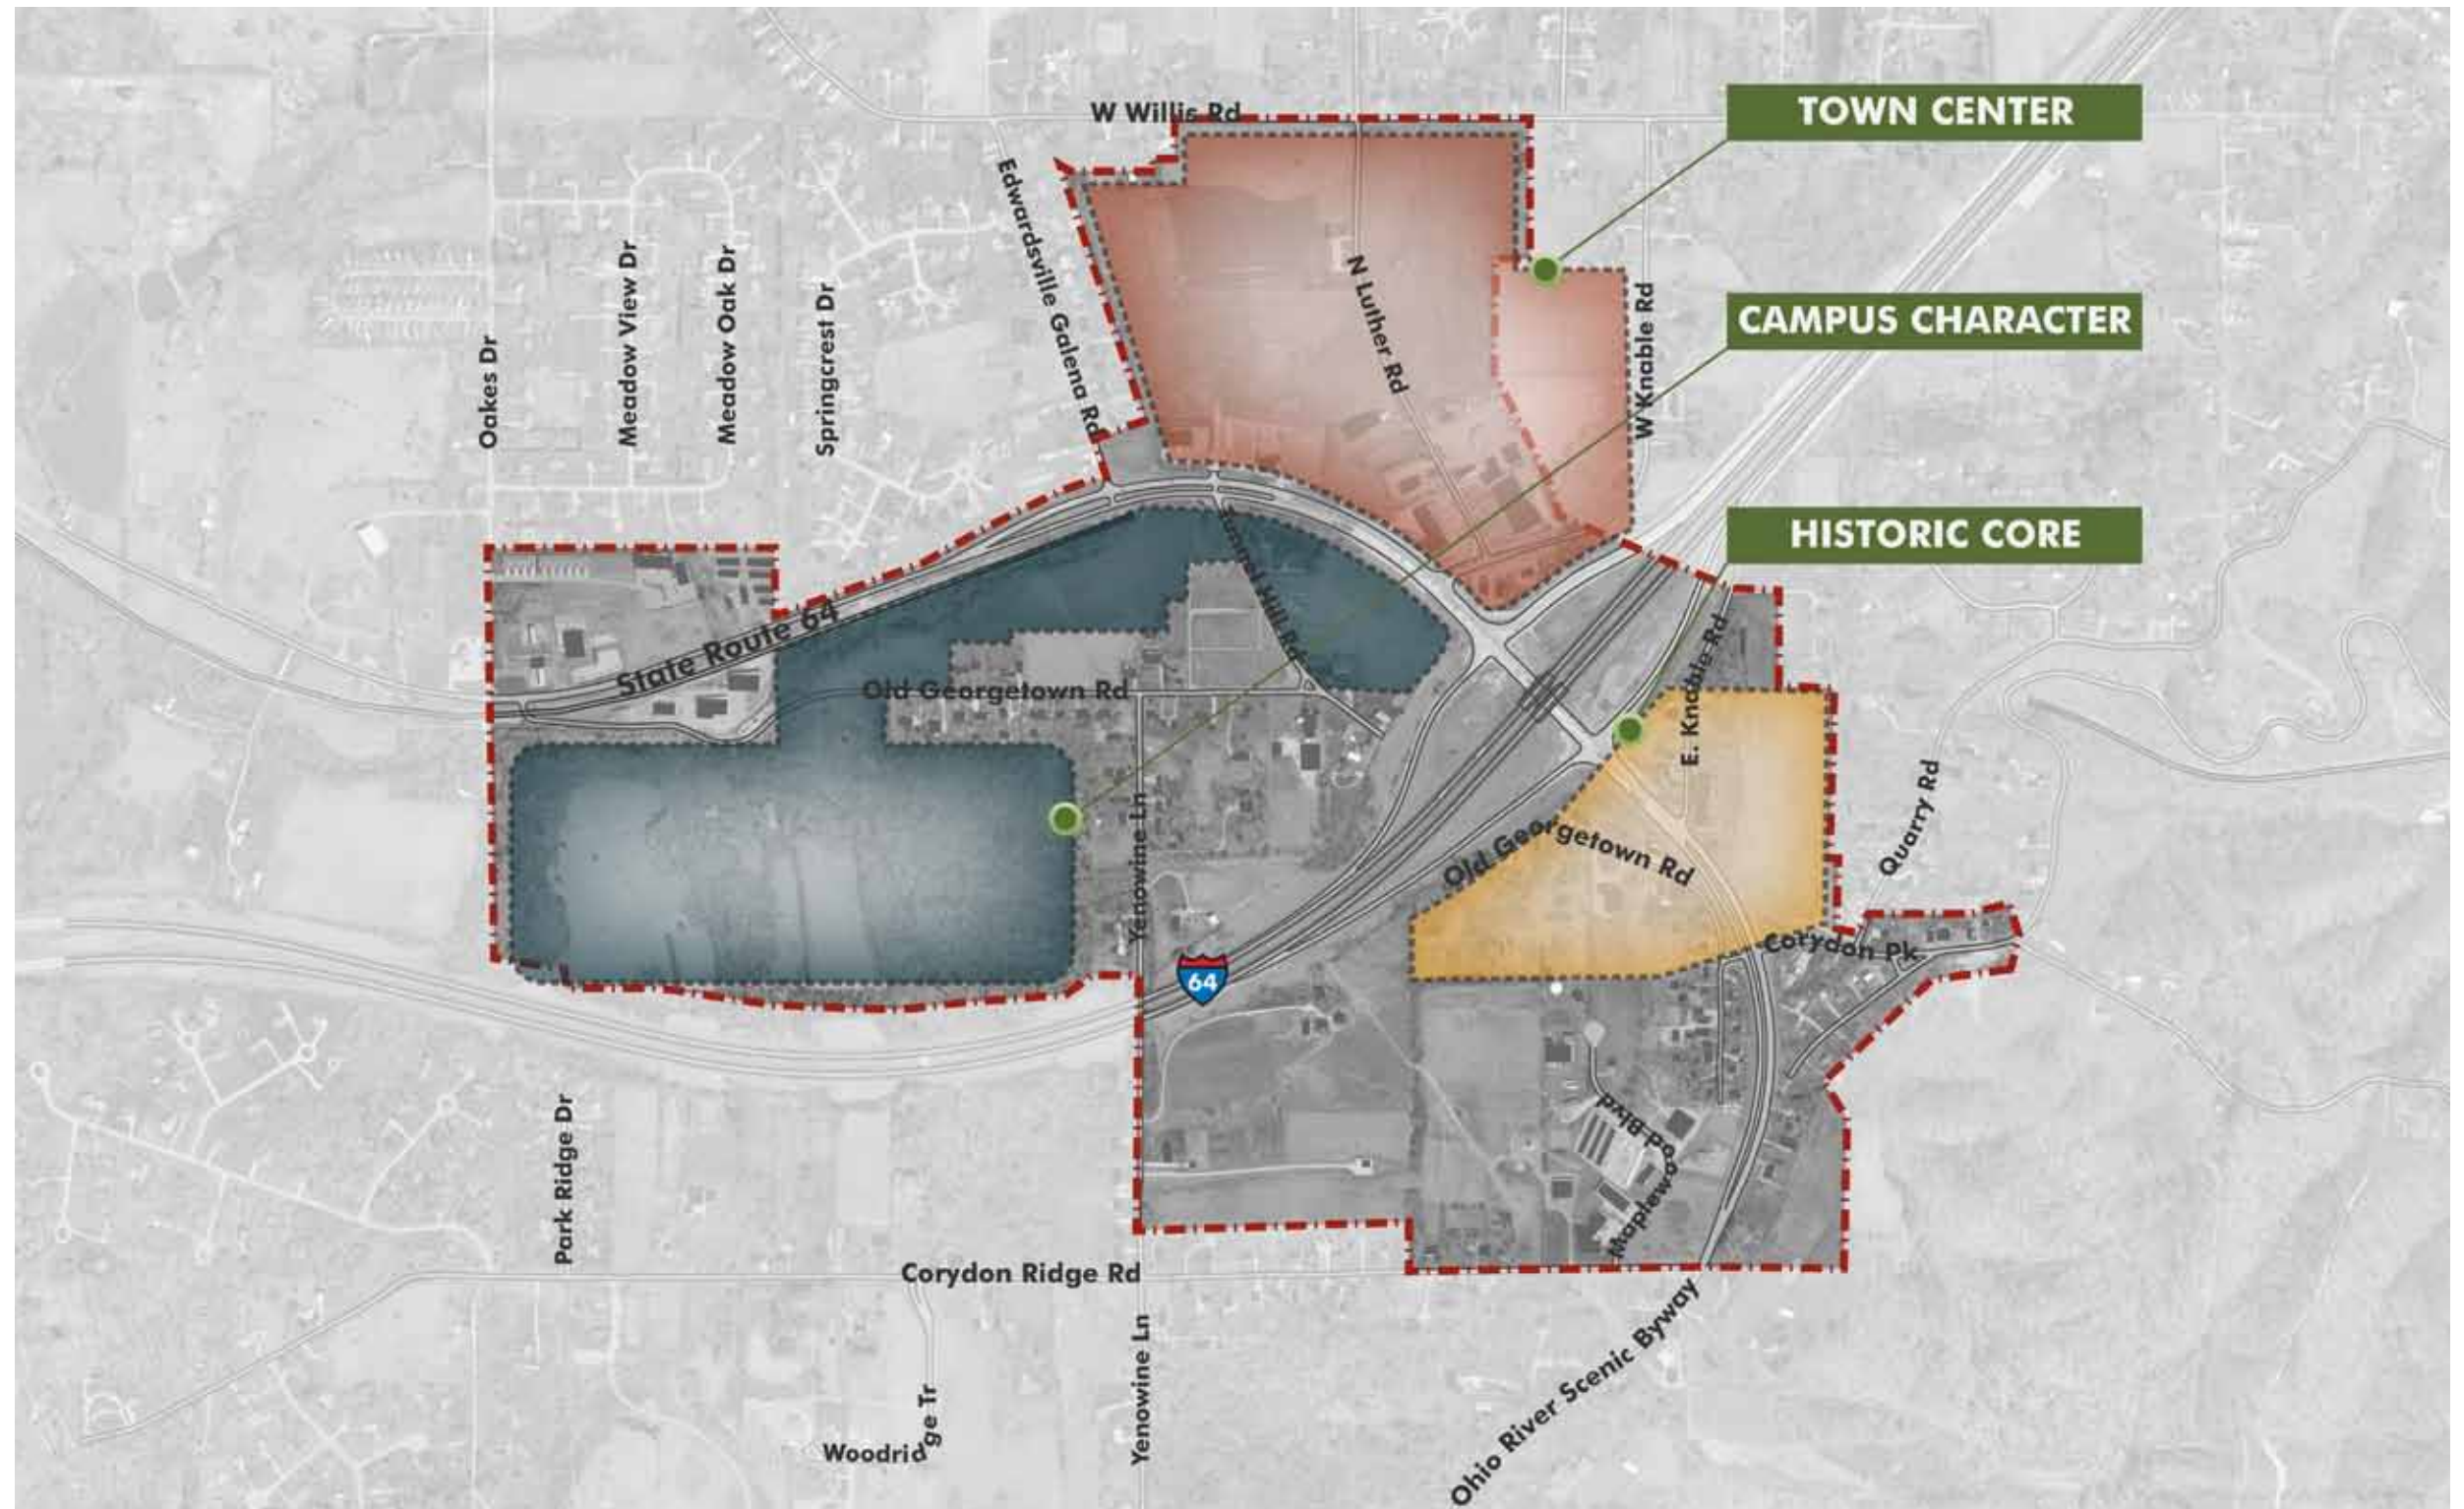 W Willis Rd
TOWN CENTER
Edwardsville Galena Rd
N Luther Rd
W Knable Rd
CAMPUS CHARACTER
Oakes Dr
Meadow View Dr
Meadow Oak Dr
Springcrest Dr
HISTORIC CORE
State Route 64
Hill Rd
E. Knable Rd
Old Georgetown Rd
Yenowine Ln
Old Georgetown Rd
Quarry Rd
Corydon Pk
64
Maplewood Blvd
Park Ridge Dr
Corydon Ridge Rd
Yenowine Ln
Woodridge Tr
Ohio River Scenic Byway